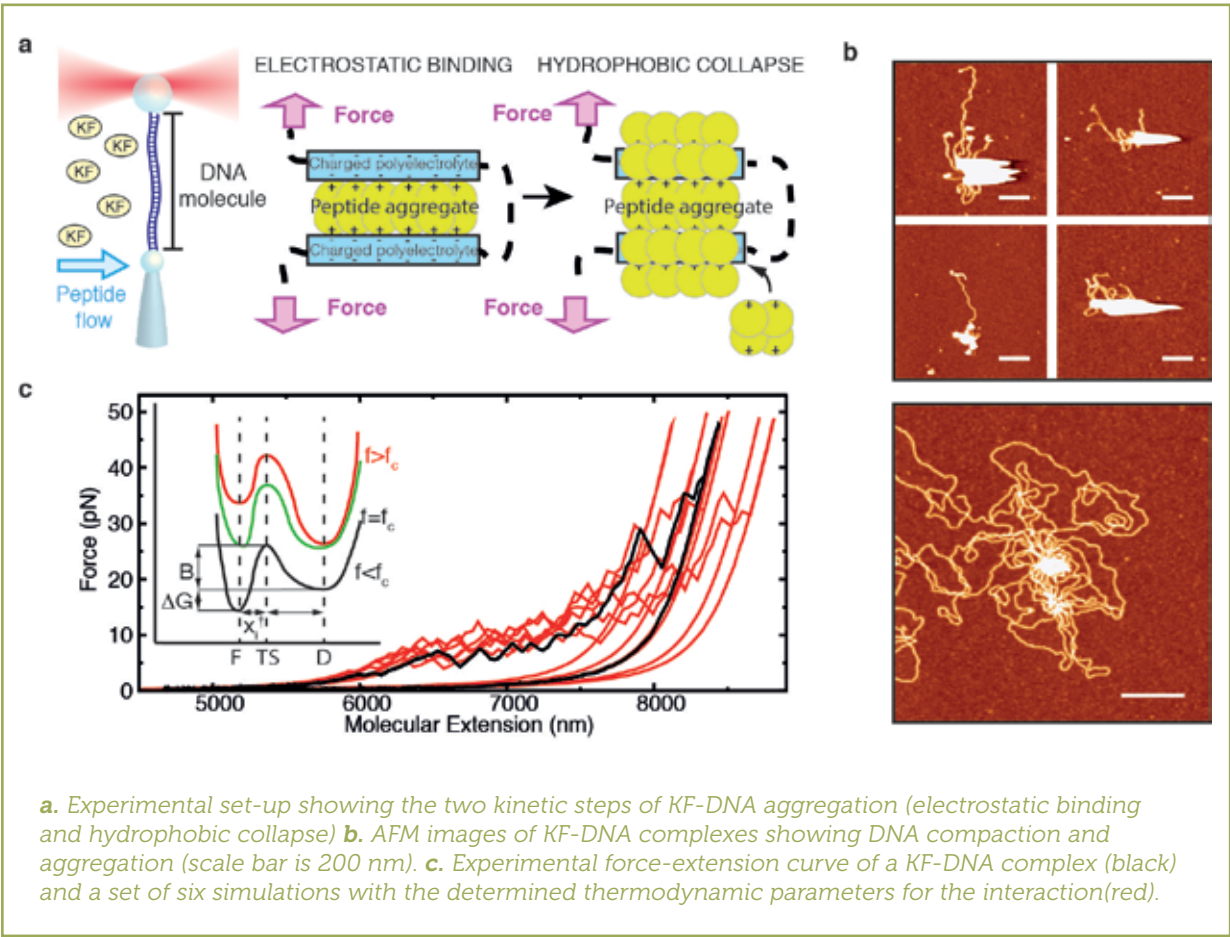 a
ELECTROSTATIC BINDING
HYDROPHOBIC COLLAPSE
KF
KF
KF
KF
KF
DNA
molecule
Peptide
flow
Force
Charged polyelectrolyte
Peptide aggregate
Charged polyelectrolyte
Force
Force
Charged polyelectrolyte
Peptide aggregate
Force
b
c
Force (pN)
50
40
30
20
10
0
5000 6000 7000 8000
Molecular Extension (nm)
f>fc
f=fc
f<fc
B
ΔG
xi†
F TS D
a. Experimental set-up showing the two kinetic steps of KF-DNA aggregation (electrostatic binding
and hydrophobic collapse) b. AFM images of KF-DNA complexes showing DNA compaction and
aggregation (scale bar is 200 nm). c. Experimental force-extension curve of a KF-DNA complex (black)
and a set of six simulations with the determined thermodynamic parameters for the interaction(red).